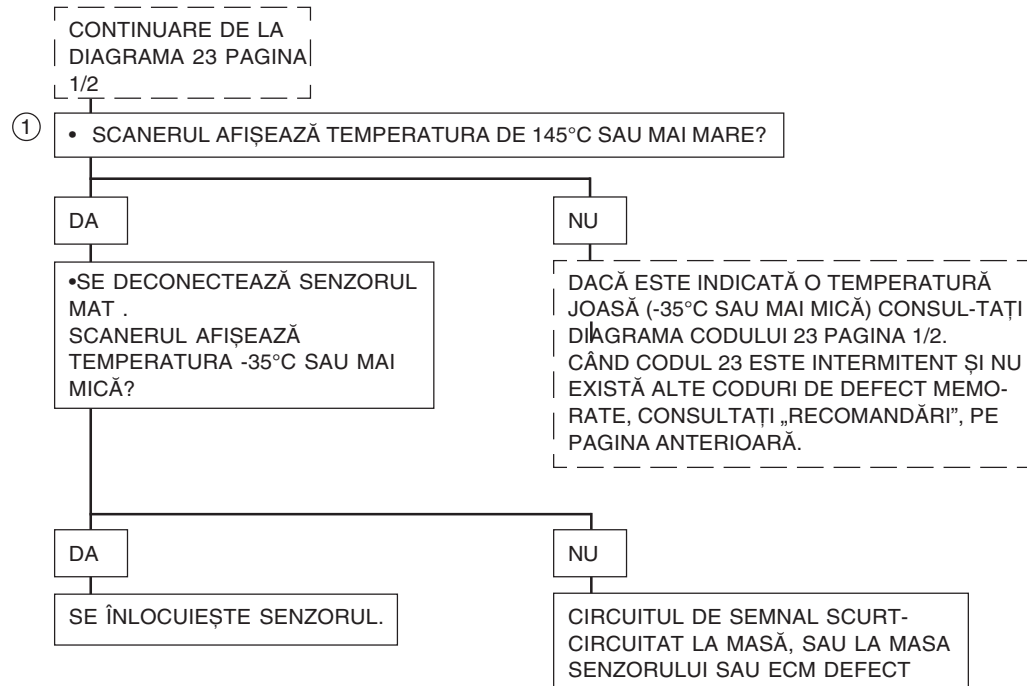 CONTINUARE DE LA
DIAGRAMA 23 PAGINA
1/2
1
• SCANERUL AFIȘEAZĂ TEMPERATURA DE 145°C SAU MAI MARE?
DA
NU
•SE DECONECTEAZĂ SENZORUL
MAT .
SCANERUL AFIȘEAZĂ
TEMPERATURA -35°C SAU MAI
MICĂ?
DACĂ ESTE INDICATĂ O TEMPERATURĂ
JOASĂ (-35°C SAU MAI MICĂ) CONSUL-TAȚI
DIAGRAMA CODULUI 23 PAGINA 1/2.
CÂND CODUL 23 ESTE INTERMITENT ȘI NU
EXISTĂ ALTE CODURI DE DEFECT MEMO-
RATE, CONSULTAȚI „RECOMANDĂRI”, PE
PAGINA ANTERIOARĂ.
DA
NU
SE ÎNLOCUIEȘTE SENZORUL.
CIRCUITUL DE SEMNAL SCURT-
CIRCUITAT LA MASĂ, SAU LA MASA
SENZORULUI SAU ECM DEFECT